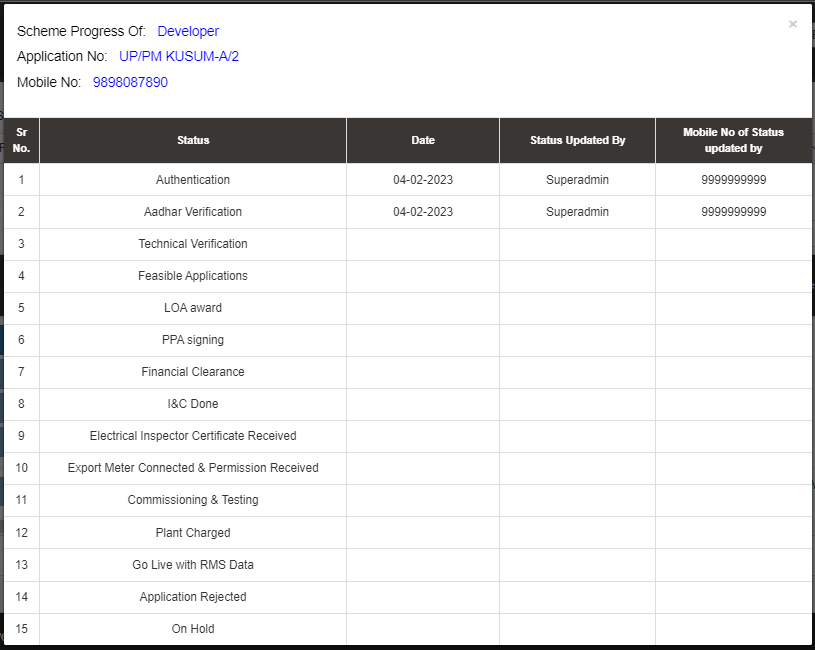 Scheme Progress Of: Developer
×
Application No: UP/PM KUSUM-A/2
Mobile No: 9898087890
Sr No. Status Date Status Updated By Mobile No of Status updated by
1 Authentication 04-02-2023 Superadmin 9999999999
2 Aadhar Verification 04-02-2023 Superadmin 9999999999
3 Technical Verification
4 Feasible Applications
5 LOA award
6 PPA signing
7 Financial Clearance
8 I&C Done
9 Electrical Inspector Certificate Received
10 Export Meter Connected & Permission Received
11 Commissioning & Testing
12 Plant Charged
13 Go Live with RMS Data
14 Application Rejected
15 On Hold